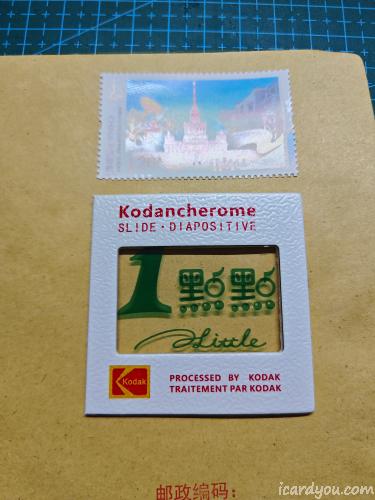 Kodancherome
SLIDE · DIAPOSITIVE
1點點
a Little
Kodak
PROCESSED BY KODAK
TRAITEMENT PAR KODAK
邮政编码:
icardyou.com